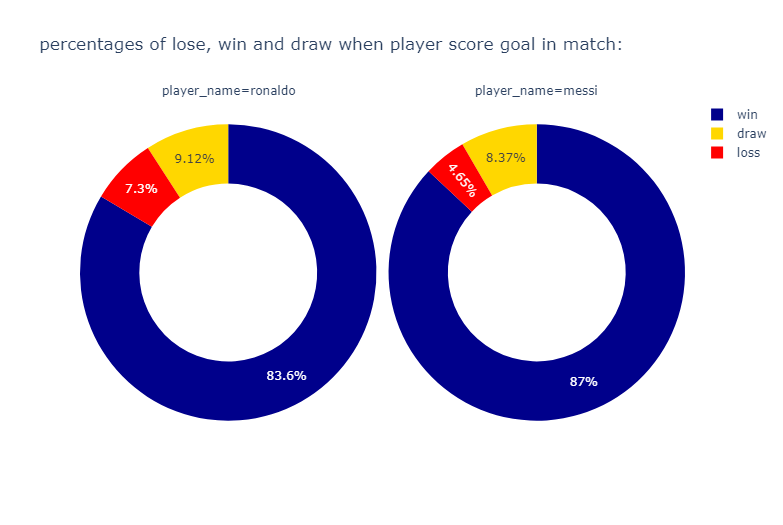 percentages of lose, win and draw when player score goal in match:
player_name=ronaldo
player_name=messi
win
draw
loss
9.12%
7.3%
83.6%
8.37%
4.65%
87%